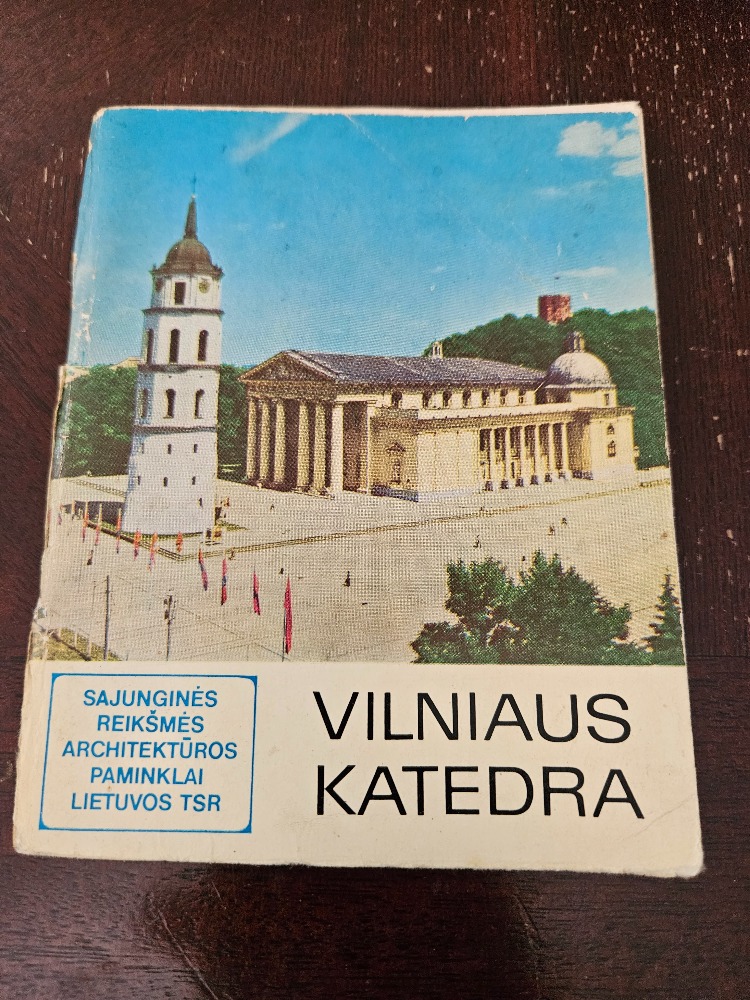 SAJUNGINĖS
REIKŠMĖS
ARCHITEKTŪROS
PAMINKLAI
LIETUVOS TSR
VILNIAUS
KATEDRA